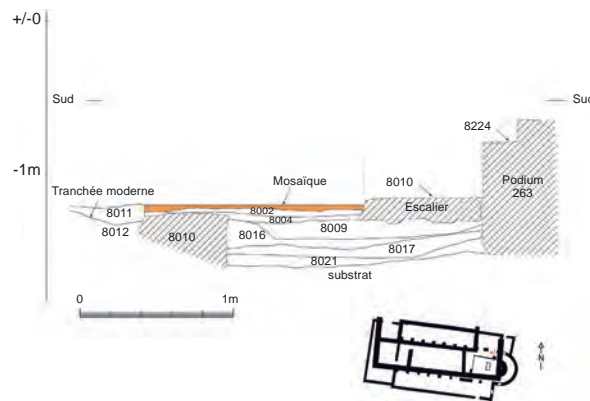 +/-0
Sud
Sud
8224
-1m
8010
Mosaïque
Podium
263
Tranchée moderne
Escalier
8011
8002
8004
8009
8012
8010
8016
8017
8021
substrat
0
1m
N